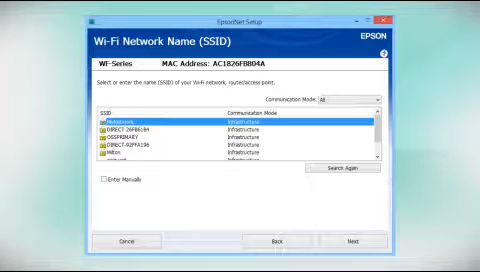 EpsonNet Setup
Wi-Fi Network Name (SSID)
EPSON
WF-Series MAC Address: AC1826FB804A
Select or enter the name (SSID) of your Wi-Fi network, router/access point.
Communication Mode: All
SSID Communication Mode
MyNetwork Infrastructure
DIRECT-26FB61B4 Infrastructure
OSSPRIMARY Infrastructure
DIRECT-92FFA196 Infrastructure
Milton Infrastructure
Search Again
Enter Manually
Cancel Back Next